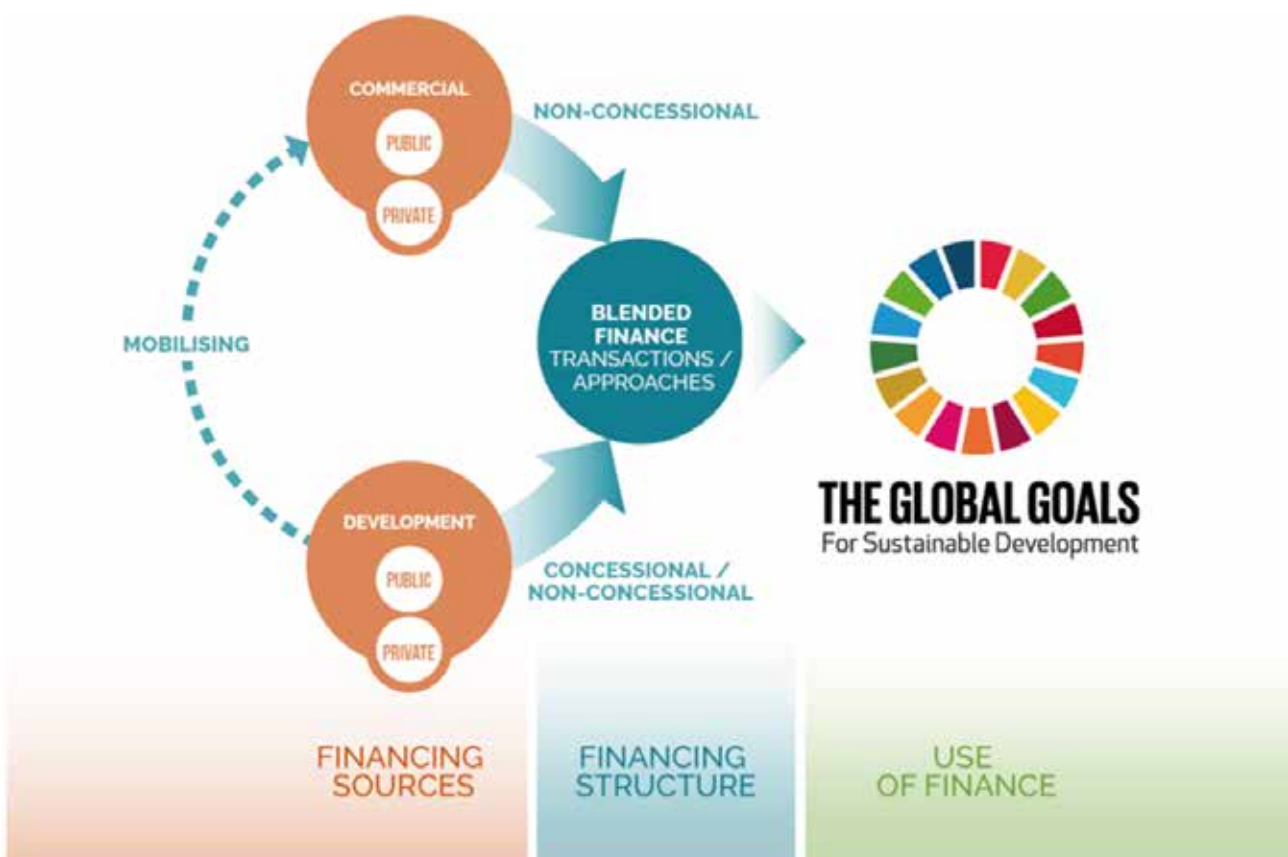 COMMERCIAL
PUBLIC
PRIVATE
NON-CONCESSIONAL
MOBILISING
BLENDED
FINANCE
TRANSACTIONS /
APPROACHES
DEVELOPMENT
PUBLIC
PRIVATE
CONCESSIONAL /
NON-CONCESSIONAL
THE GLOBAL GOALS
For Sustainable Development
FINANCING
SOURCES
FINANCING
STRUCTURE
USE
OF FINANCE